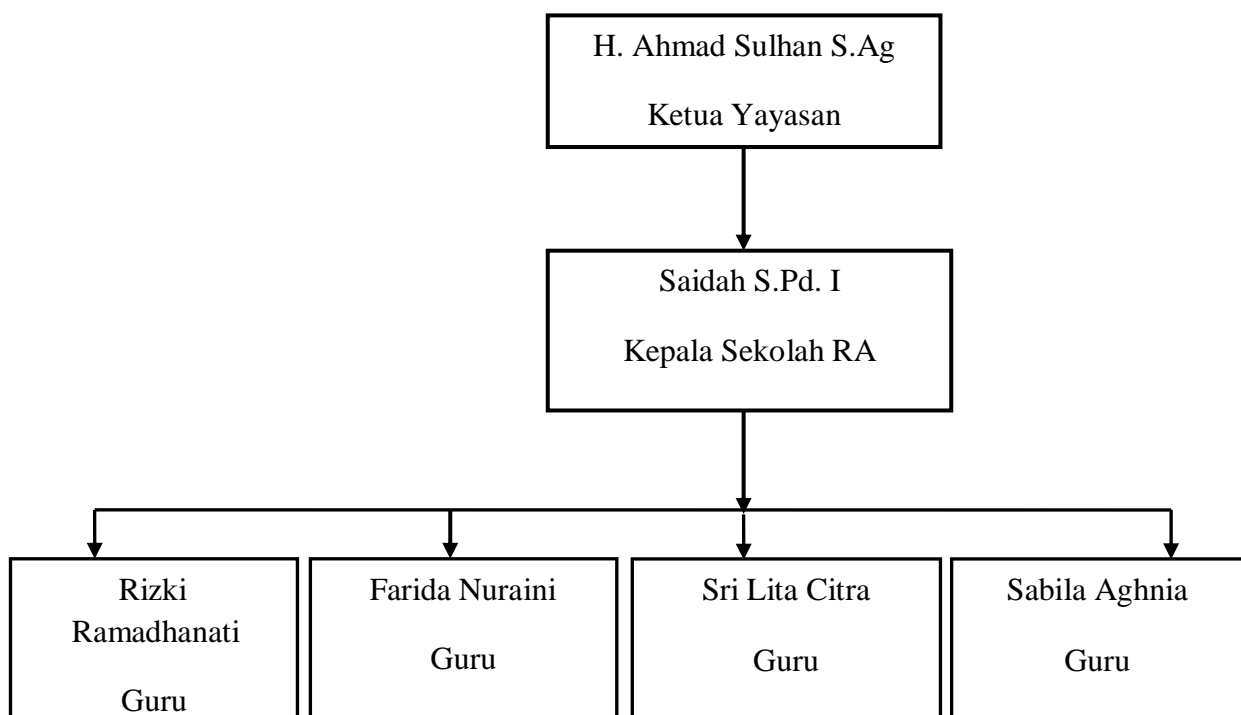 H. Ahmad Sulhan S.Ag
Ketua Yayasan
Saidah S.Pd. I
Kepala Sekolah RA
Rizki
Ramadhanati
Guru
Farida Nuraini
Guru
Sri Lita Citra
Guru
Sabila Aghnia
Guru